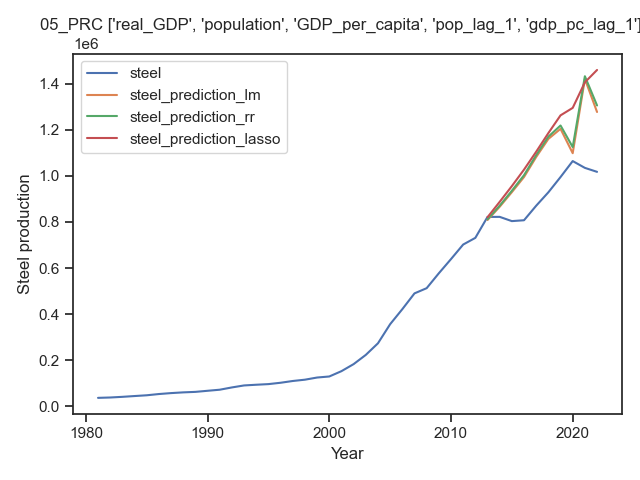 05_PRC ['real_GDP', 'population', 'GDP_per_capita', 'pop_lag_1', 'gdp_pc_lag_1']
1e6
steel
steel_prediction_lm
steel_prediction_rr
steel_prediction_lasso
1.4
1.2
1.0
0.8
0.6
0.4
0.2
0.0
Steel production
1980 1990 2000 2010 2020
Year